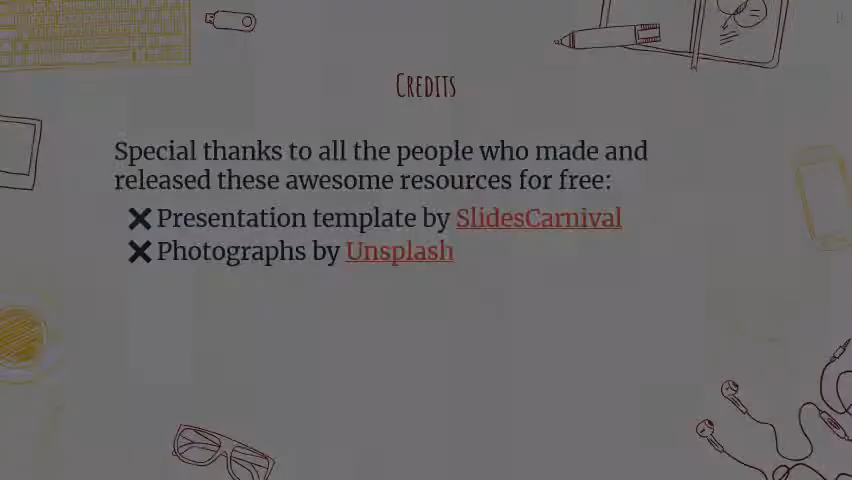 Credits
Special thanks to all the people who made and
released these awesome resources for free:
Presentation template by SlidesCarnival
Photographs by Unsplash